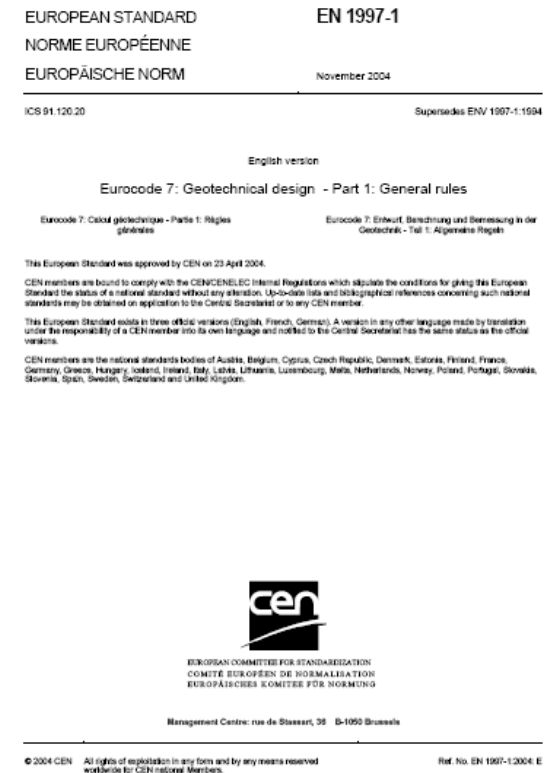 EUROPEAN STANDARD
EN 1997-1
NORME EUROPÉENNE
EUROPÄISCHE NORM
November 2004
ICS 91.120.20
Supersedes ENV 1997-1:1994
English version
Eurocode 7: Geotechnical design - Part 1: General rules
Eurocode 7: Calcul géotechnique - Partie 1: Règles
générales
Eurocode 7: Entwurf, Berechnung und Bemessung in der
Geotechnik - Teil 1: Allgemeine Regeln
This European Standard was approved by CEN on 23 April 2004.
CEN members are bound to comply with the CEN/CENELEC Internal Regulations which stipulate the conditions for giving this European
Standard the status of a national standard without any alteration. Up-to-date lists and bibliographical references concerning such national
standards may be obtained on application to the Central Secretariat or to any CEN member.
This European Standard exists in three official versions (English, French, German). A version in any other language made by translation
under the responsibility of a CEN member into its own language and notified to the Central Secretariat has the same status as the official
versions.
CEN members are the national standards bodies of Austria, Belgium, Cyprus, Czech Republic, Denmark, Estonia, Finland, France,
Germany, Greece, Hungary, Iceland, Ireland, Italy, Latvia, Lithuania, Luxembourg, Malta, Netherlands, Norway, Poland, Portugal, Slovakia,
Slovenia, Spain, Sweden, Switzerland and United Kingdom.
cen
EUROPEAN COMMITTEE FOR STANDARDIZATION
COMITÉ EUROPÉEN DE NORMALISATION
EUROPÄISCHES KOMITEE FÜR NORMUNG
Management Centre: rue de Stassart, 36 B-1050 Brussels
© 2004 CEN All rights of exploitation in any form and by any means reserved
worldwide for CEN national Members.
Ref. No. EN 1997-1:2004: E